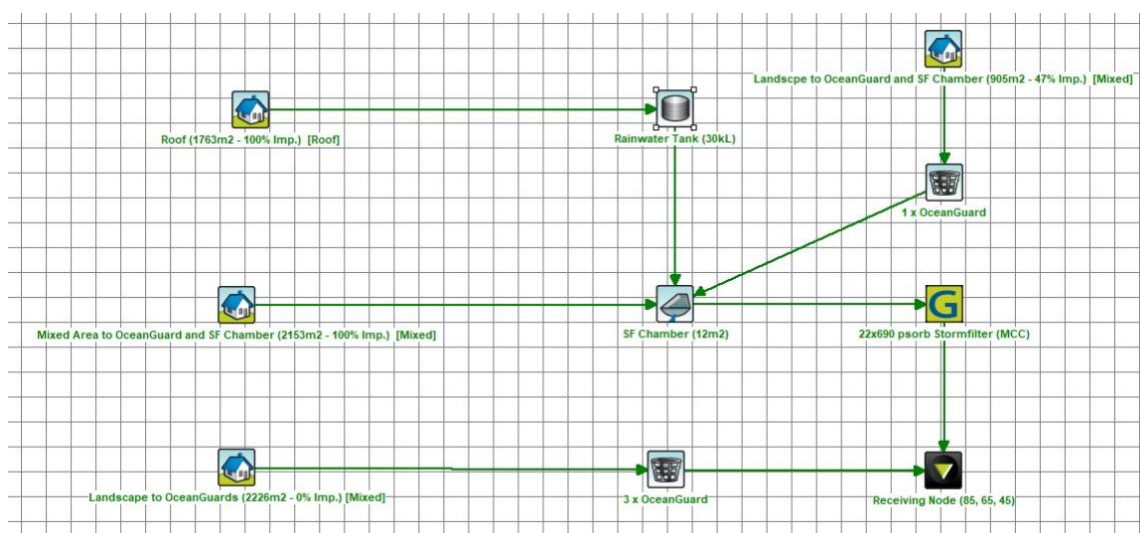 Landscpe to OceanGuard and SF Chamber (905m2 - 47% Imp.) [Mixed]
Roof (1763m2 - 100% Imp.) [Roof]
Rainwater Tank (30kL)
1 x OceanGuard
Mixed Area to OceanGuard and SF Chamber (2153m2 - 100% Imp.) [Mixed]
SF Chamber (12m2)
G
22x690 psorb Stormfilter (MCC)
Landscape to OceanGuards (2226m2 - 0% Imp.) [Mixed]
3 x OceanGuard
Receiving Node (85, 65, 45)